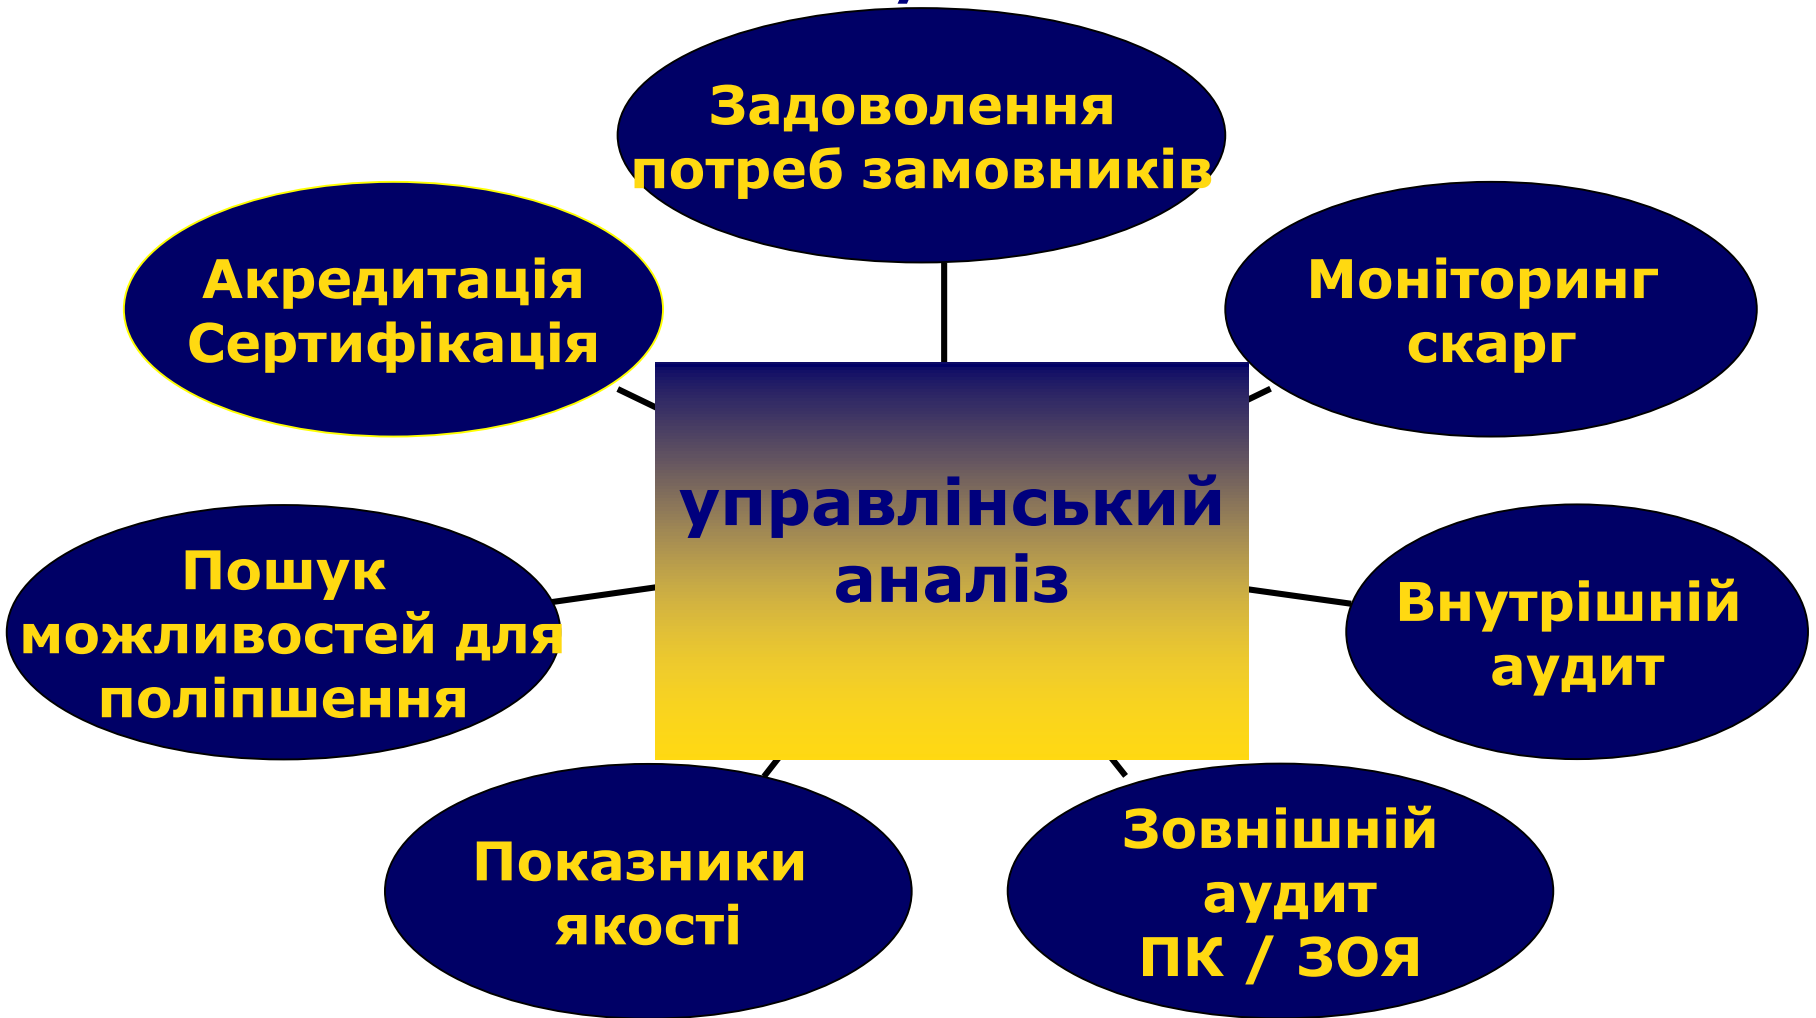 Задоволення
потреб замовників
Акредитація
Сертифікація
Моніторинг
скарг
управлінський
аналіз
Пошук
можливостей для
поліпшення
Внутрішній
аудит
Показники
якості
Зовнішній
аудит
ПК / ЗОЯ